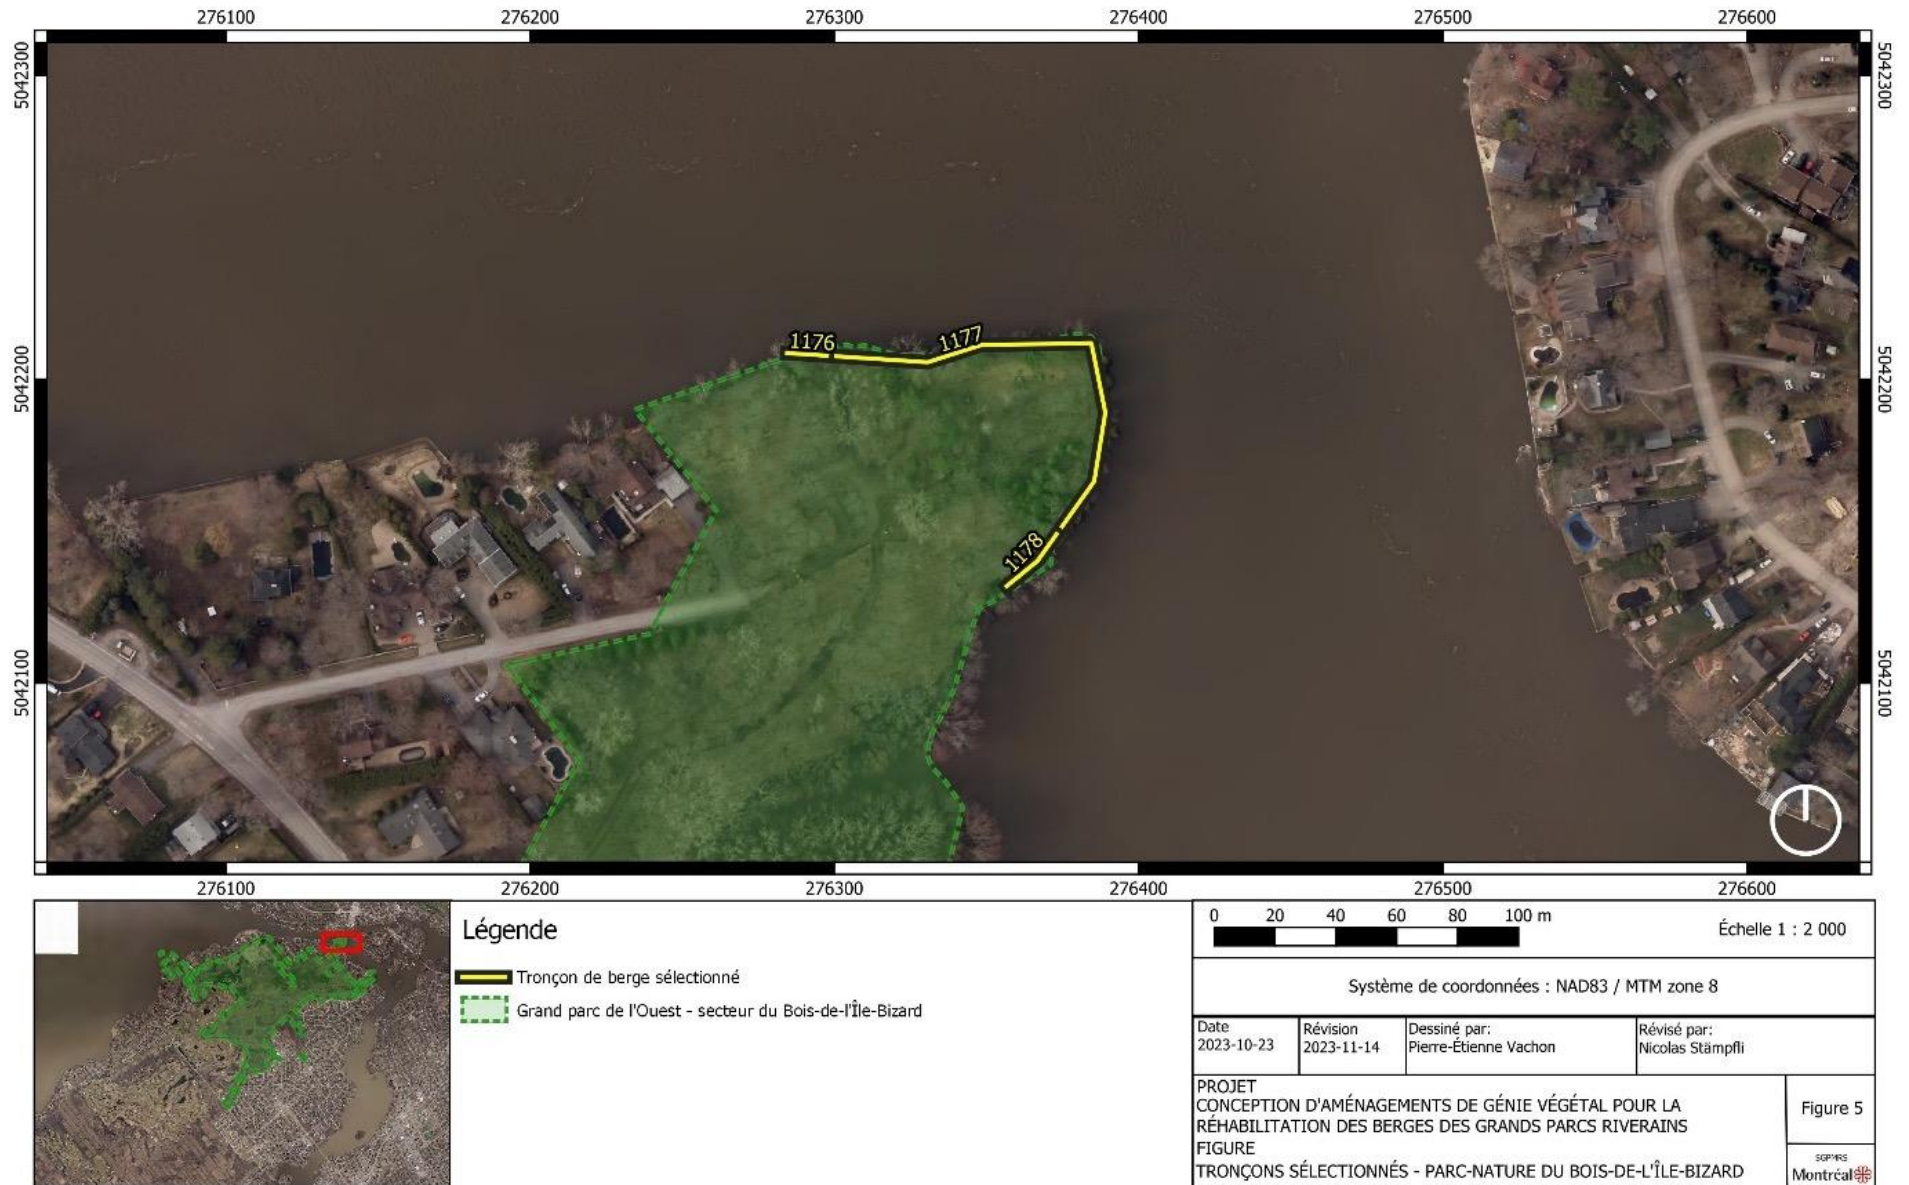 276100 276200 276300 276400 276500 276600
5042300 5042300
1176 1177
5042200 5042200
1178
5042100 5042100
276100 276200 276300 276400 276500 276600
Légende
Tronçon de berge sélectionné
Grand parc de l'Ouest - secteur du Bois-de-l'Île-Bizard
0 20 40 60 80 100 m
Échelle 1 : 2 000
Système de coordonnées : NAD83 / MTM zone 8
Date
2023-10-23
Révision
2023-11-14
Dessiné par:
Pierre-Étienne Vachon
Révisé par:
Nicolas Stämpfli
PROJET
CONCEPTION D'AMÉNAGEMENTS DE GÉNIE VÉGÉTAL POUR LA
RÉHABILITATION DES BERGES DES GRANDS PARCS RIVERAINS
FIGURE
TRONÇONS SÉLECTIONNÉS - PARC-NATURE DU BOIS-DE-L'ÎLE-BIZARD
Figure 5
SGPMRS
Montréal